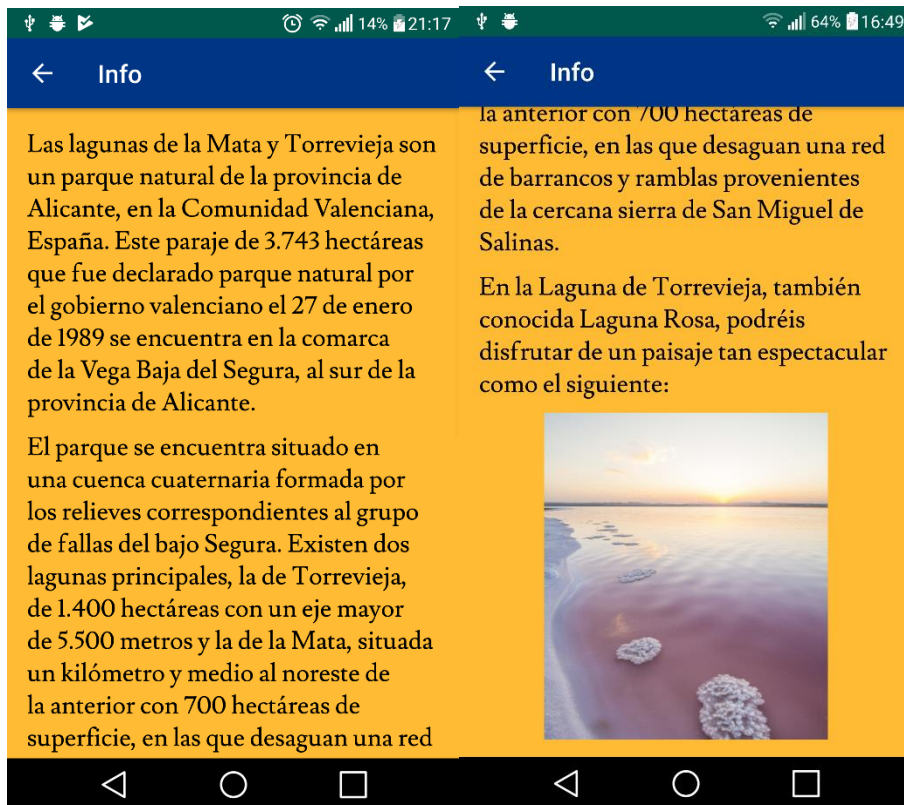 14% 21:17
Info
Las lagunas de la Mata y Torrevieja son
un parque natural de la provincia de
Alicante, en la Comunidad Valenciana,
España. Este paraje de 3.743 hectáreas
que fue declarado parque natural por
el gobierno valenciano el 27 de enero
de 1989 se encuentra en la comarca
de la Vega Baja del Segura, al sur de la
provincia de Alicante.
El parque se encuentra situado en
una cuenca cuaternaria formada por
los relieves correspondientes al grupo
de fallas del bajo Segura. Existen dos
lagunas principales, la de Torrevieja,
de 1.400 hectáreas con un eje mayor
de 5.500 metros y la de la Mata, situada
un kilómetro y medio al noreste de
la anterior con 700 hectáreas de
superficie, en las que desaguan una red
64% 16:49
Info
la anterior con 700 hectáreas de
superficie, en las que desaguan una red
de barrancos y ramblas provenientes
de la cercana sierra de San Miguel de
Salinas.
En la Laguna de Torrevieja, también
conocida Laguna Rosa, podréis
disfrutar de un paisaje tan espectacular
como el siguiente: